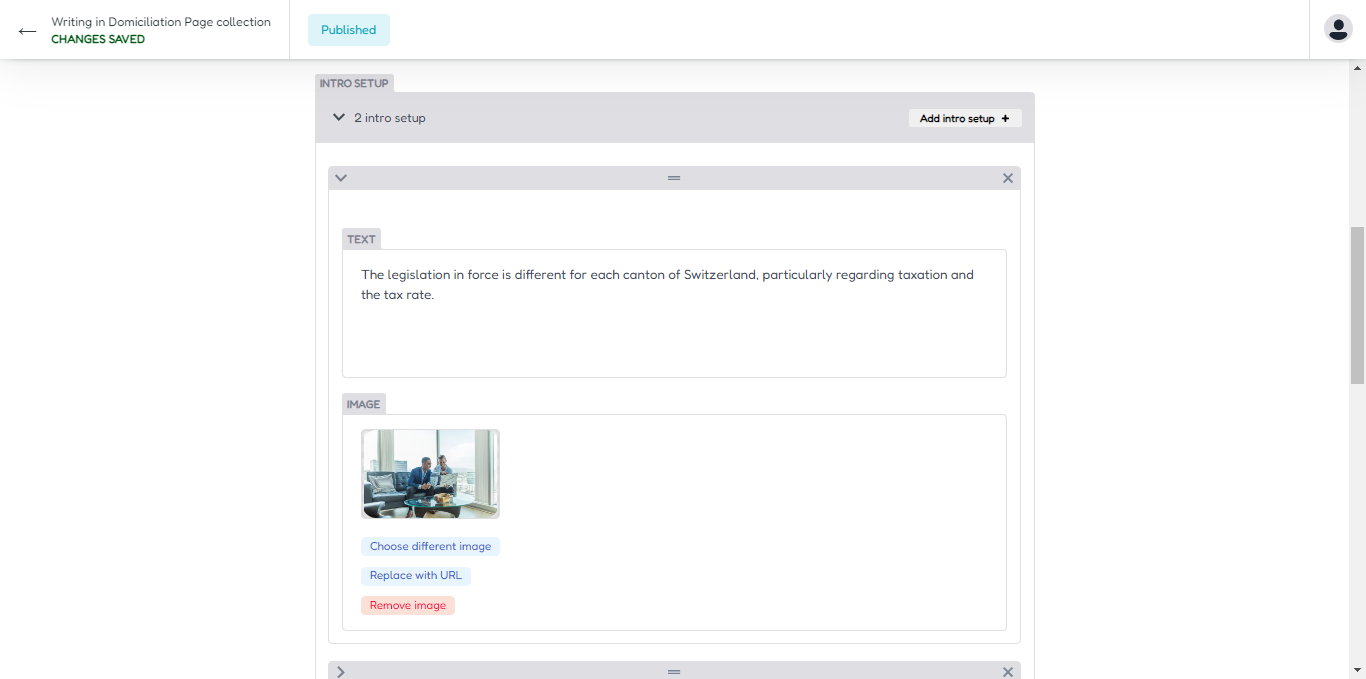 Writing in Domiciliation Page collection
CHANGES SAVED
Published
INTRO SETUP
2 intro setup
Add intro setup +
TEXT
The legislation in force is different for each canton of Switzerland, particularly regarding taxation and
the tax rate.
IMAGE
Choose different image
Replace with URL
Remove image